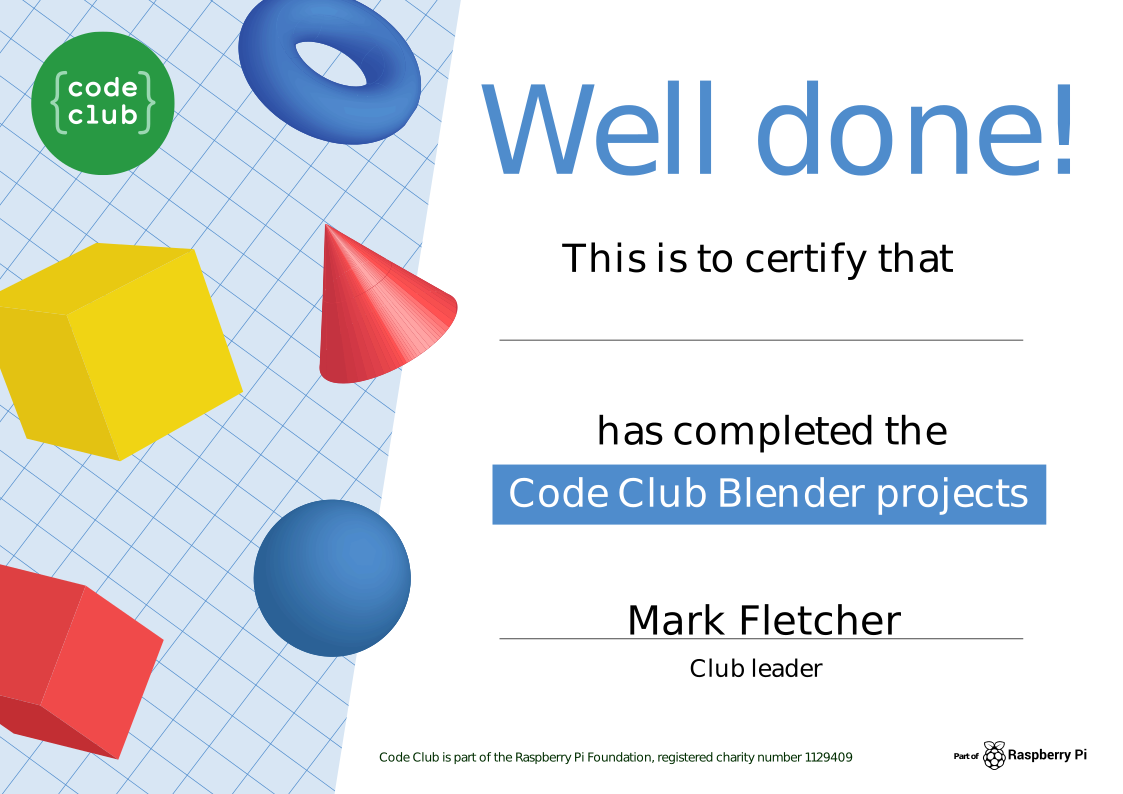 {code
club}
Well done!
This is to certify that
has completed the
Code Club Blender projects
Mark Fletcher
Club leader
Code Club is part of the Raspberry Pi Foundation, registered charity number 1129409
Part of Raspberry Pi